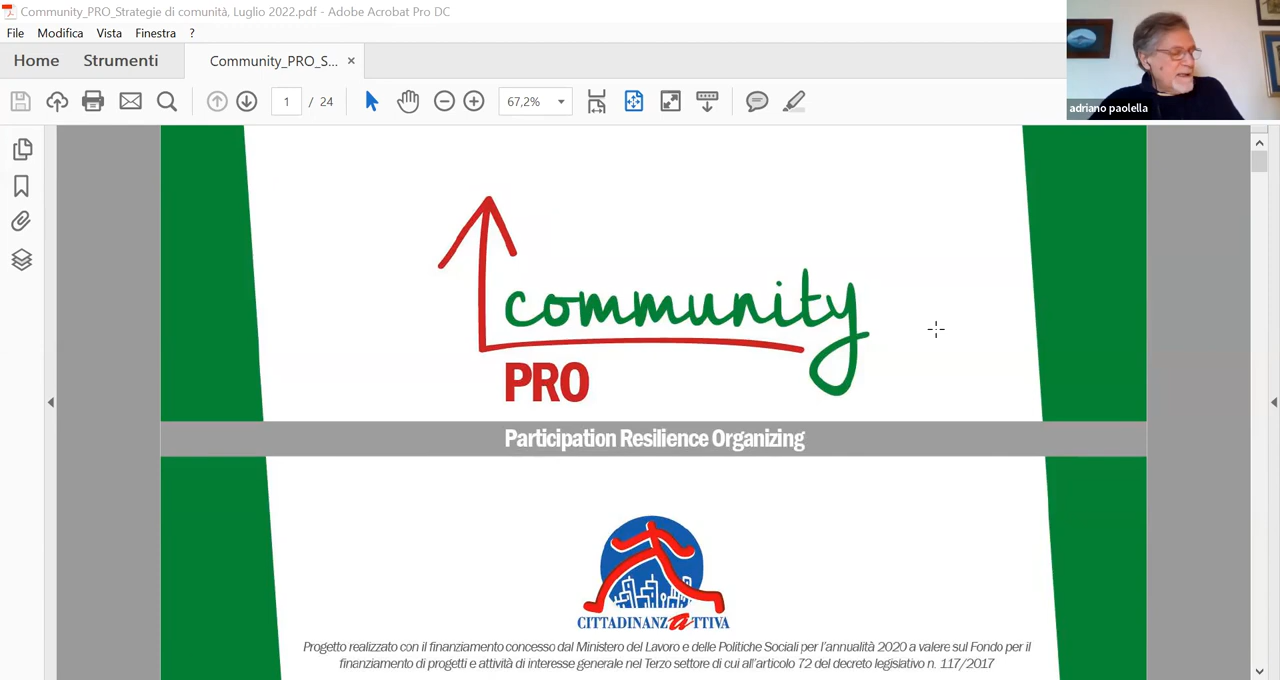 Community_PRO_Strategie di comunità, Luglio 2022.pdf - Adobe Acrobat Pro DC
File Modifica Vista Finestra ?
Home Strumenti Community_PRO_S... ×
1 / 24 67,2%
adriano paolella
community
PRO
Participation Resilience Organizing
CITTADINANZATTIVA
Progetto realizzato con il finanziamento concesso dal Ministero del Lavoro e delle Politiche Sociali per l'annualità 2020 a valere sul Fondo per il
finanziamento di progetti e attività di interesse generale nel Terzo settore di cui all'articolo 72 del decreto legislativo n. 117/2017